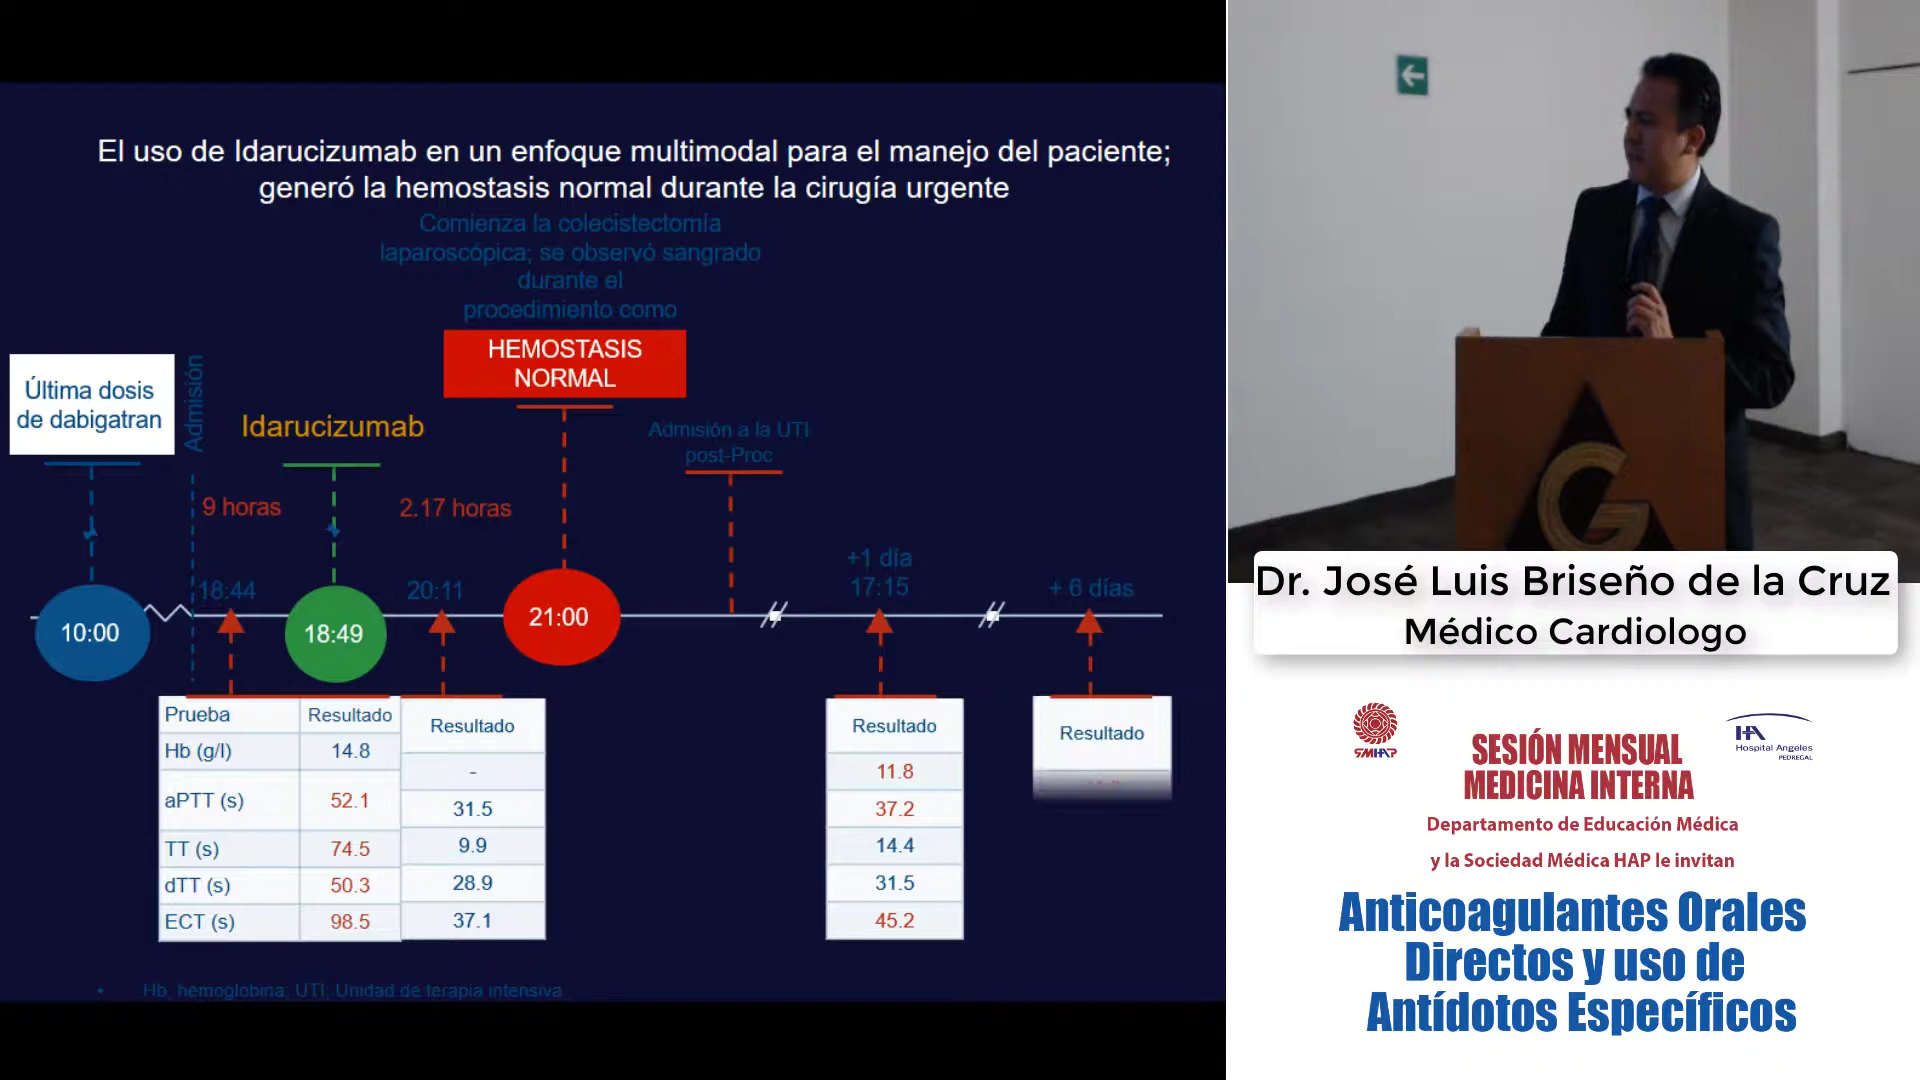 El uso de Idarucizumab en un enfoque multimodal para el manejo del paciente;
generó la hemostasis normal durante la cirugía urgente
Comienza la colecistectomía
laparoscópica; se observó sangrado
durante el
procedimiento como
HEMOSTASIS
NORMAL
Última dosis
de dabigatran
Admisión
Idarucizumab
Admisión a la UTI
post-Proc
9 horas
2.17 horas
+1 día
17:15
18:44
20:11
+ 6 días
10:00
18:49
21:00
Prueba Resultado
Hb (g/l) 14.8
aPTT (s) 52.1
TT (s) 74.5
dTT (s) 50.3
ECT (s) 98.5
Resultado
-
31.5
9.9
28.9
37.1
Resultado
11.8
37.2
14.4
31.5
45.2
Resultado
• Hb, hemoglobina; UTI; Unidad de terapia intensiva
G
Dr. José Luis Briseño de la Cruz
Médico Cardiologo
SMHAP
HA
Hospital Angeles
PEDREGAL
SESIÓN MENSUAL
MEDICINA INTERNA
Departamento de Educación Médica
y la Sociedad Médica HAP le invitan
Anticoagulantes Orales
Directos y uso de
Antídotos Específicos